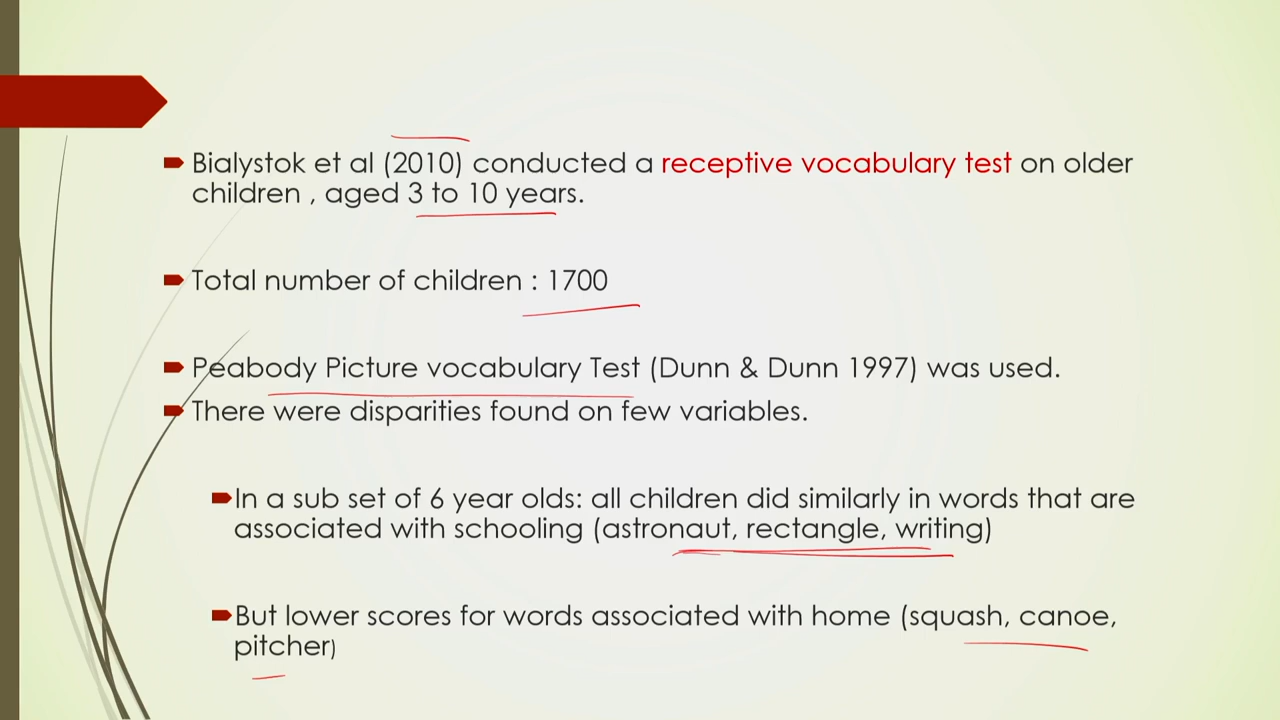 Bialystok et al (2010) conducted a receptive vocabulary test on older
children , aged 3 to 10 years.
Total number of children : 1700
Peabody Picture vocabulary Test (Dunn & Dunn 1997) was used.
There were disparities found on few variables.
In a sub set of 6 year olds: all children did similarly in words that are
associated with schooling (astronaut, rectangle, writing)
But lower scores for words associated with home (squash, canoe,
pitcher)